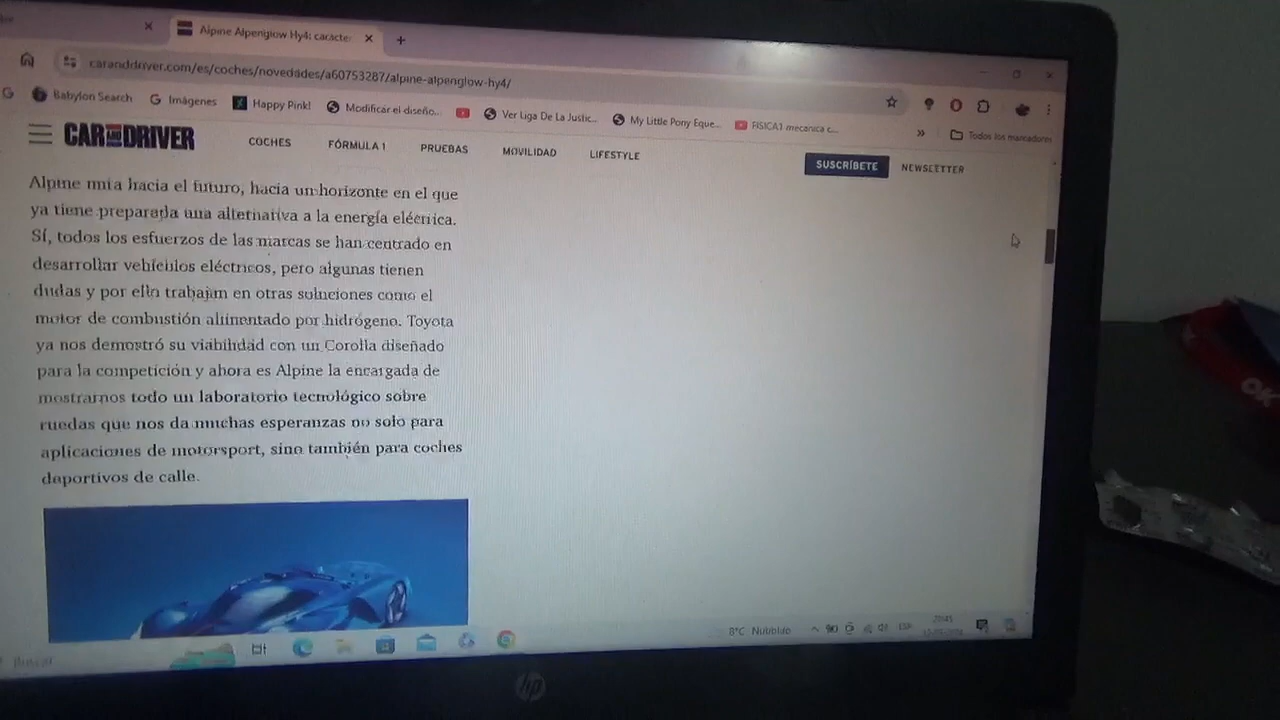 Alpine Alpenglow Hy4: caracter
caranddriver.com/es/coches/novedades/a60753287/alpine-alpenglow-hy4/
G
Babylon Search
Imágenes
Happy Pink!
Modificar el diseño...
Ver Liga De La Justic...
My Little Pony Eque...
FISICA1 mecanica c...
»
Todos los marcadores
CAR AND DRIVER
COCHES
FÓRMULA 1
PRUEBAS
MOVILIDAD
LIFESTYLE
SUSCRÍBETE
NEWSLETTER
Alpine mira hacia el futuro, hacia un horizonte en el que
ya tiene preparada una alternativa a la energía eléctrica.
Sí, todos los esfuerzos de las marcas se han centrado en
desarrollar vehículos eléctricos, pero algunas tienen
dudas y por ello trabajan en otras soluciones como el
motor de combustión alimentado por hidrógeno. Toyota
ya nos demostró su viabilidad con un Corolla diseñado
para la competición y ahora es Alpine la encargada de
mostrarnos todo un laboratorio tecnológico sobre
ruedas que nos da muchas esperanzas no solo para
aplicaciones de motorsport, sino también para coches
deportivos de calle.
Buscar
8°C Nublado
ESP
20:45
hp
OK